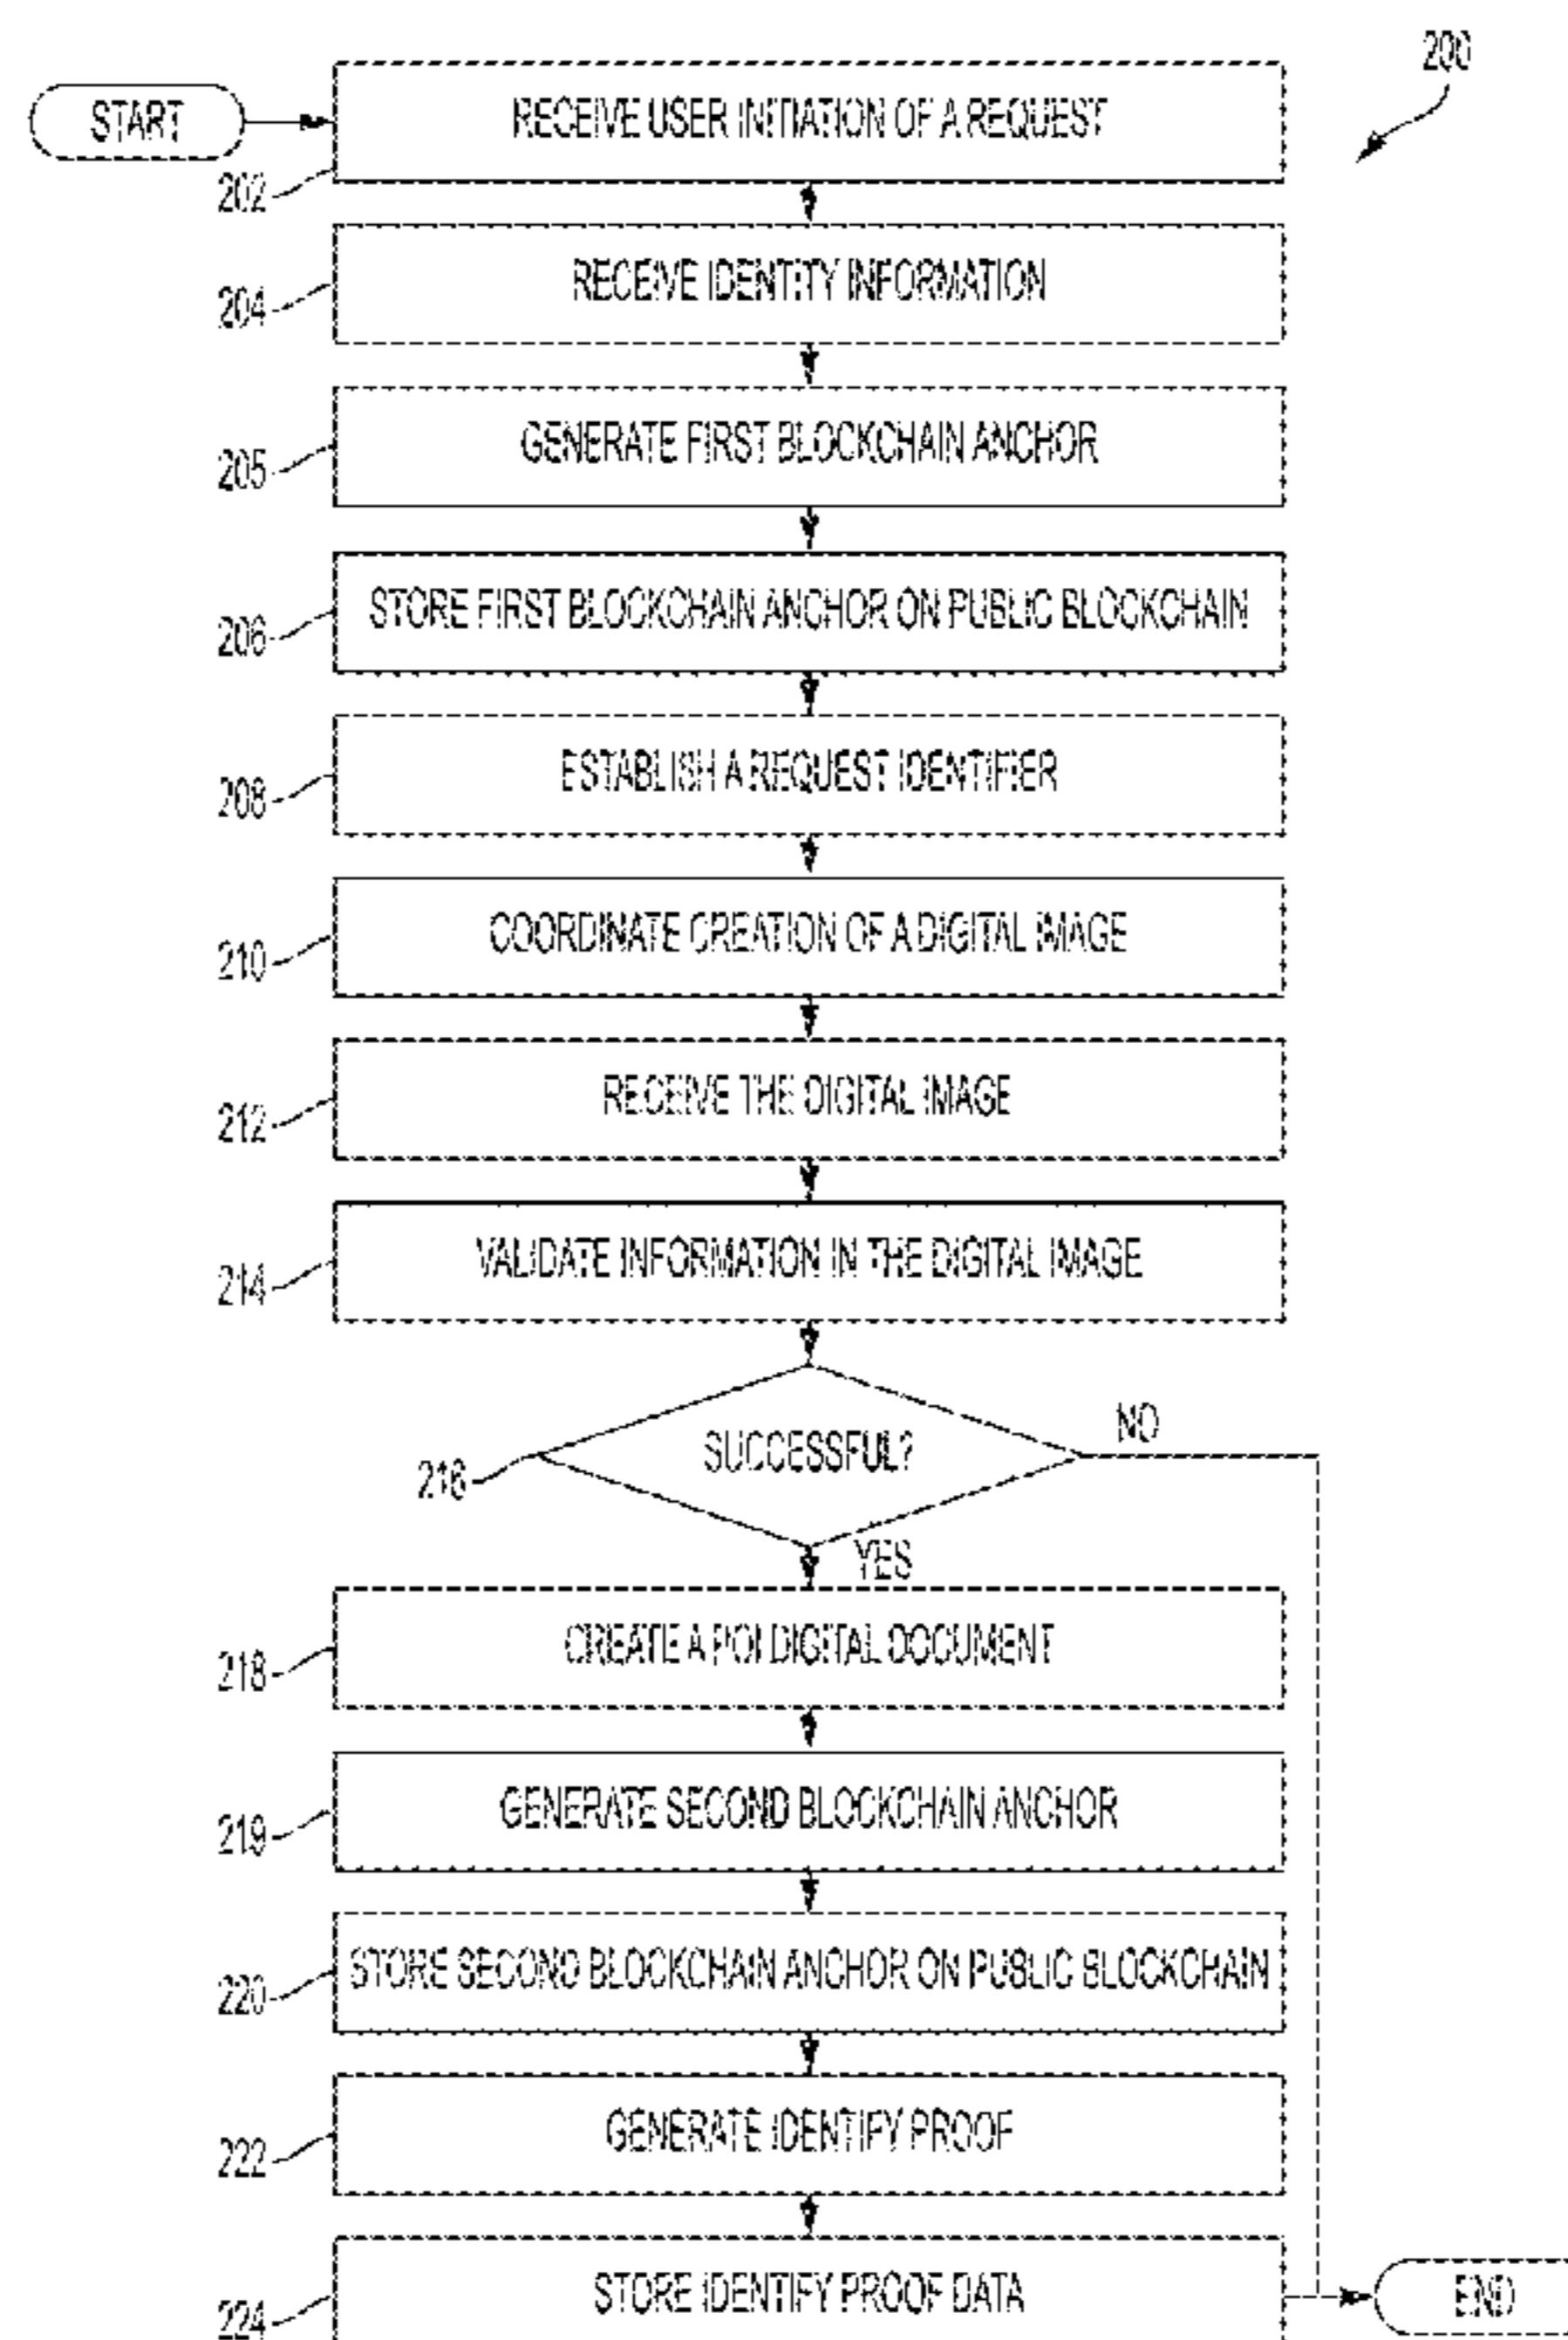 200
START
RECEIVE USER INITIATION OF A REQUEST
202
RECEIVE IDENTITY INFORMATION
204
GENERATE FIRST BLOCKCHAIN ANCHOR
205
STORE FIRST BLOCKCHAIN ANCHOR ON PUBLIC BLOCKCHAIN
206
ESTABLISH A REQUEST IDENTIFIER
208
COORDINATE CREATION OF A DIGITAL IMAGE
210
RECEIVE THE DIGITAL IMAGE
212
VALIDATE INFORMATION IN THE DIGITAL IMAGE
214
NO
SUCCESSFUL?
216
YES
CREATE A POI DIGITAL DOCUMENT
218
GENERATE SECOND BLOCKCHAIN ANCHOR
219
STORE SECOND BLOCKCHAIN ANCHOR ON PUBLIC BLOCKCHAIN
220
GENERATE IDENTIFY PROOF
222
STORE IDENTIFY PROOF DATA
224
END